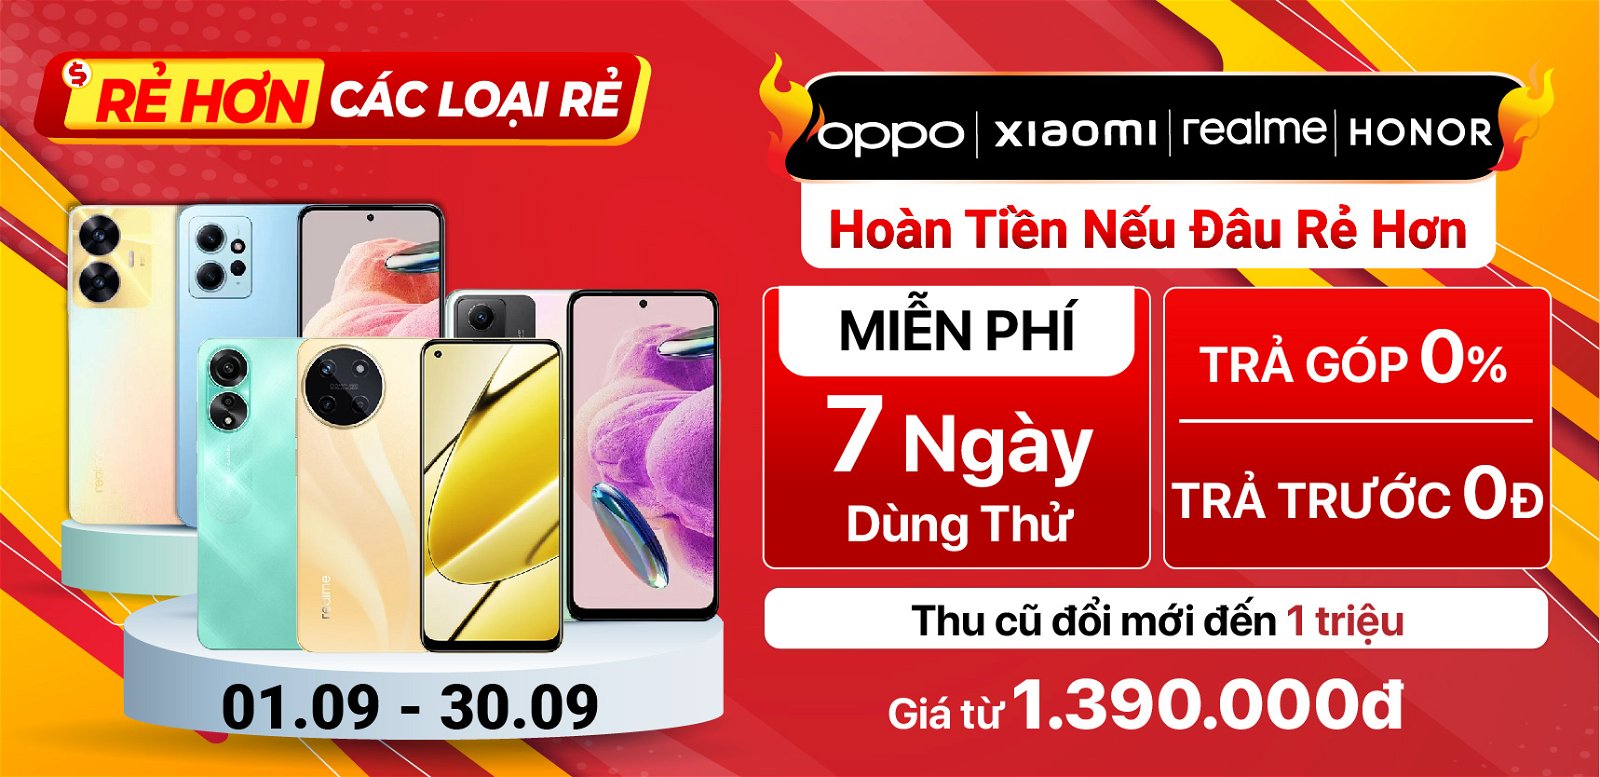 RẺ HƠN CÁC LOẠI RẺ
oppo | xiaomi | realme | HONOR
Hoàn Tiền Nếu Đâu Rẻ Hơn
MIỄN PHÍ
7 Ngày
Dùng Thử
TRẢ GÓP 0%
TRẢ TRƯỚC 0Đ
Thu cũ đổi mới đến 1 triệu
Giá từ 1.390.000đ
realme
01.09 - 30.09